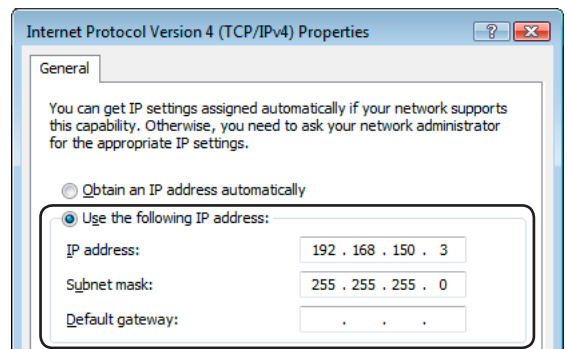 Internet Protocol Version 4 (TCP/IPv4) Properties
General
You can get IP settings assigned automatically if your network supports
this capability. Otherwise, you need to ask your network administrator
for the appropriate IP settings.
Obtain an IP address automatically
Use the following IP address:
IP address: 192 . 168 . 150 . 3
Subnet mask: 255 . 255 . 255 . 0
Default gateway: . . .